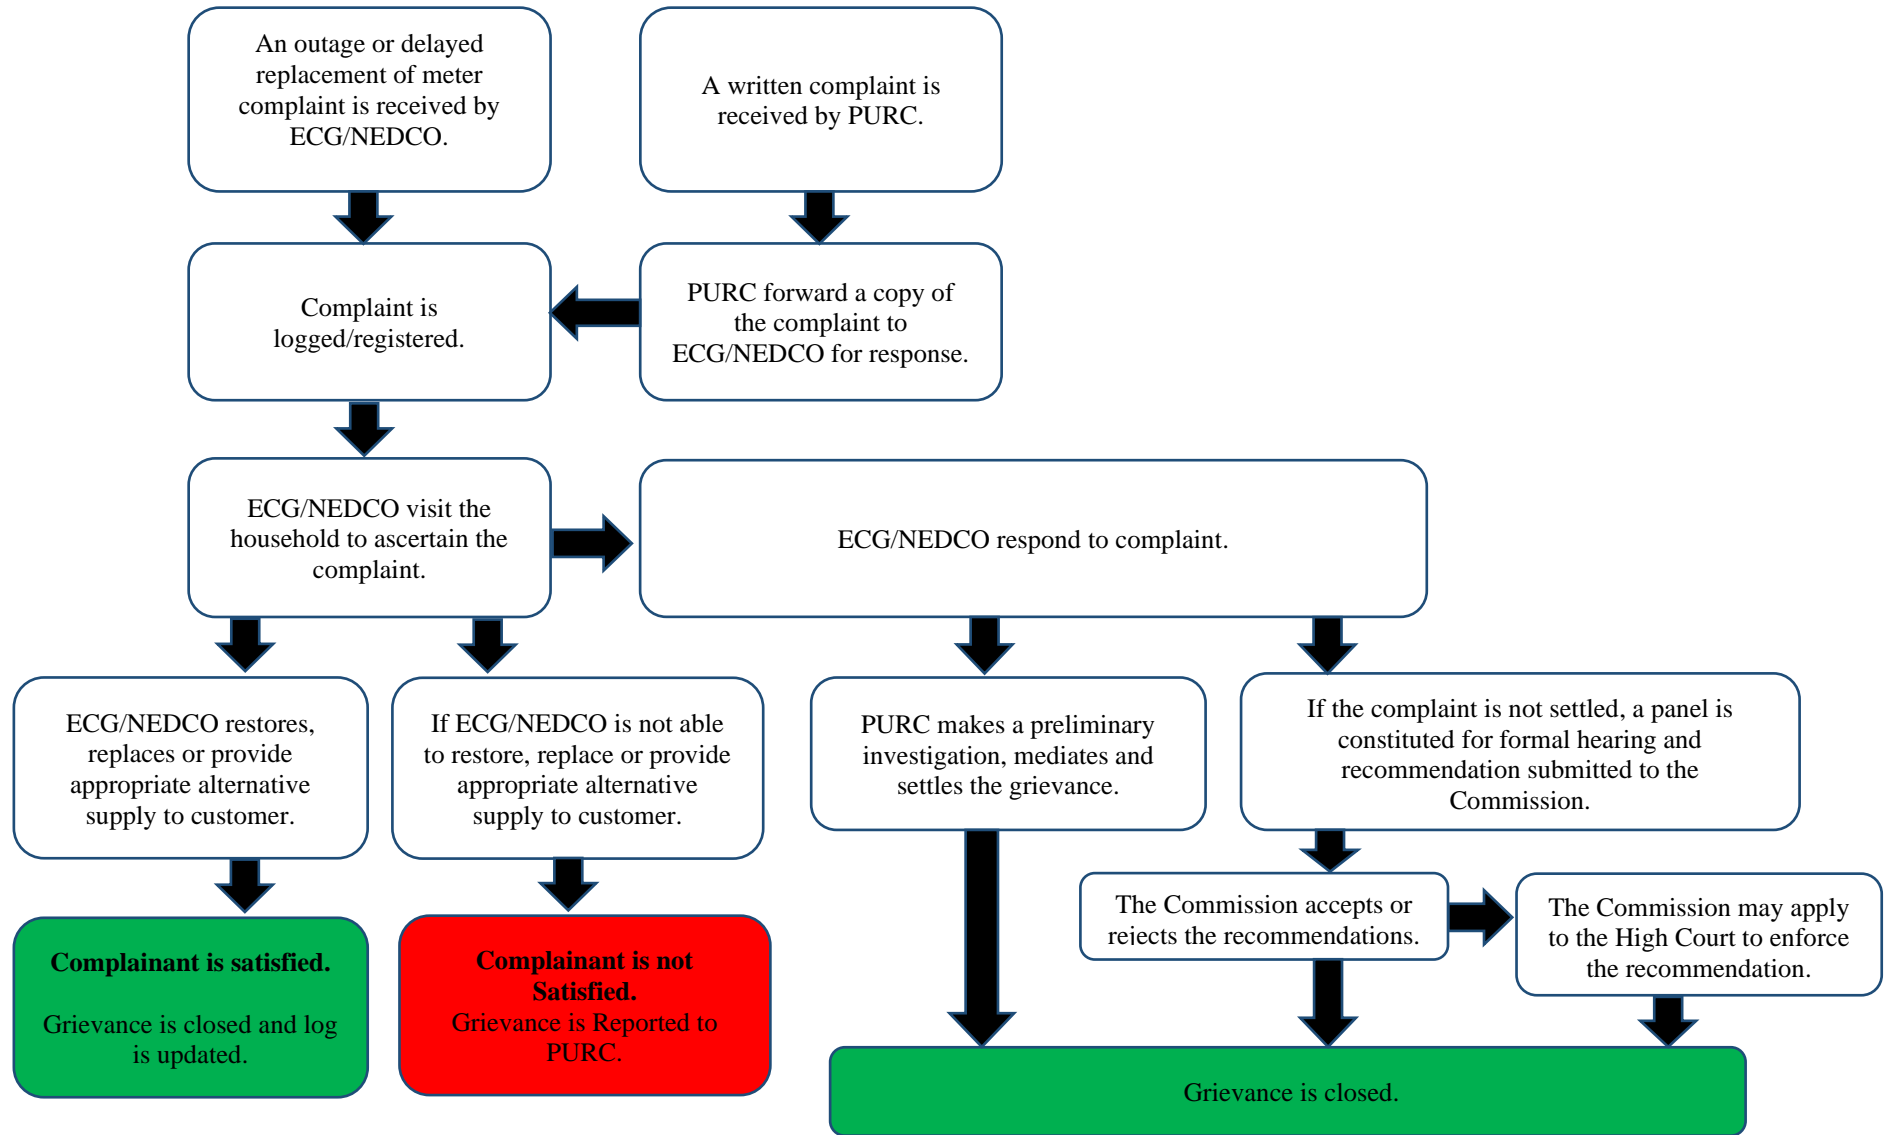 An outage or delayed
replacement of meter
complaint is received by
ECG/NEDCO.
A written complaint is
received by PURC.
Complaint is
logged/registered.
PURC forward a copy of
the complaint to
ECG/NEDCO for response.
ECG/NEDCO visit the
household to ascertain the
complaint.
ECG/NEDCO respond to complaint.
ECG/NEDCO restores,
replaces or provide
appropriate alternative
supply to customer.
If ECG/NEDCO is not able
to restore, replace or provide
appropriate alternative
supply to customer.
PURC makes a preliminary
investigation, mediates and
settles the grievance.
If the complaint is not settled, a panel is
constituted for formal hearing and
recommendation submitted to the
Commission.
The Commission accepts or
rejects the recommendations.
The Commission may apply
to the High Court to enforce
the recommendation.
Complainant is satisfied.
Grievance is closed and log
is updated.
Complainant is not
Satisfied.
Grievance is Reported to
PURC.
Grievance is closed.